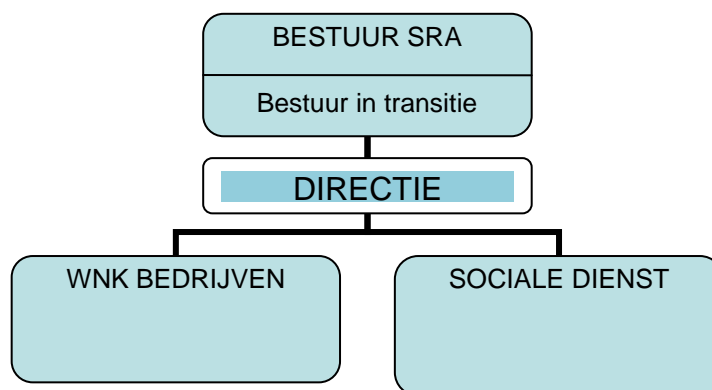 BESTUUR SRA
Bestuur in transitie
DIRECTIE
WNK BEDRIJVEN
SOCIALE DIENST